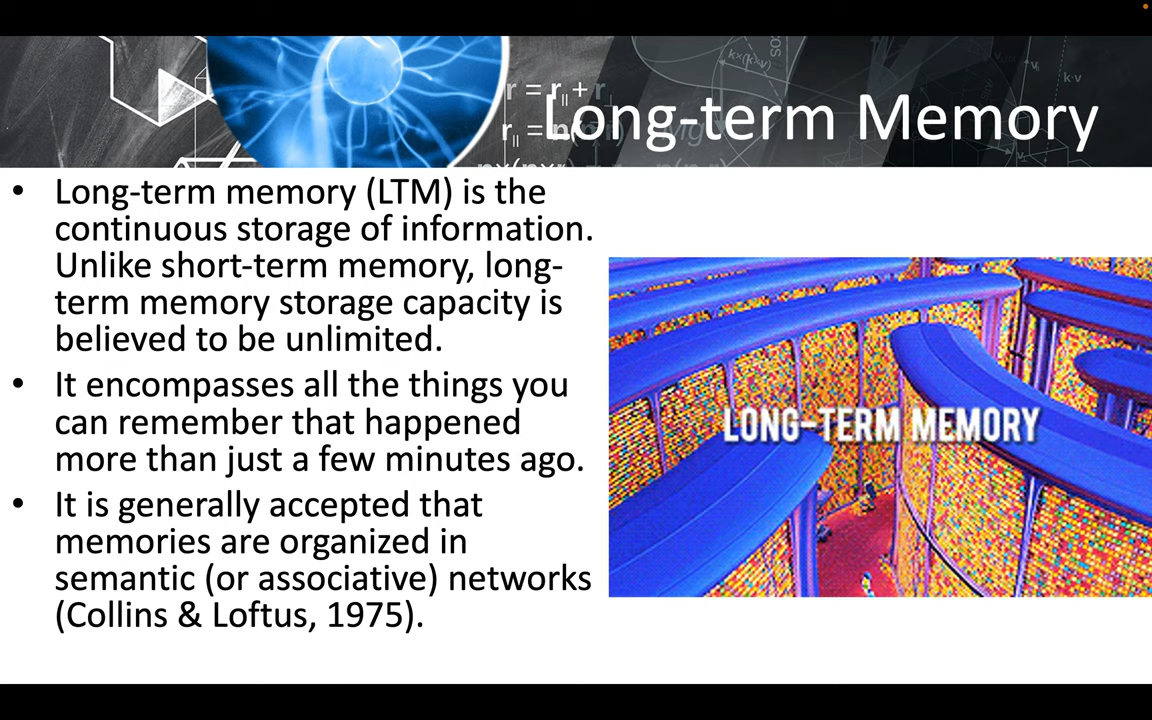 Long-term Memory
r = r|| + r
r|| = n(
k×(k×v)
cos
k·v
• Long-term memory (LTM) is the
continuous storage of information.
Unlike short-term memory, long-
term memory storage capacity is
believed to be unlimited.
• It encompasses all the things you
can remember that happened
more than just a few minutes ago.
• It is generally accepted that
memories are organized in
semantic (or associative) networks
(Collins & Loftus, 1975).
LONG-TERM MEMORY